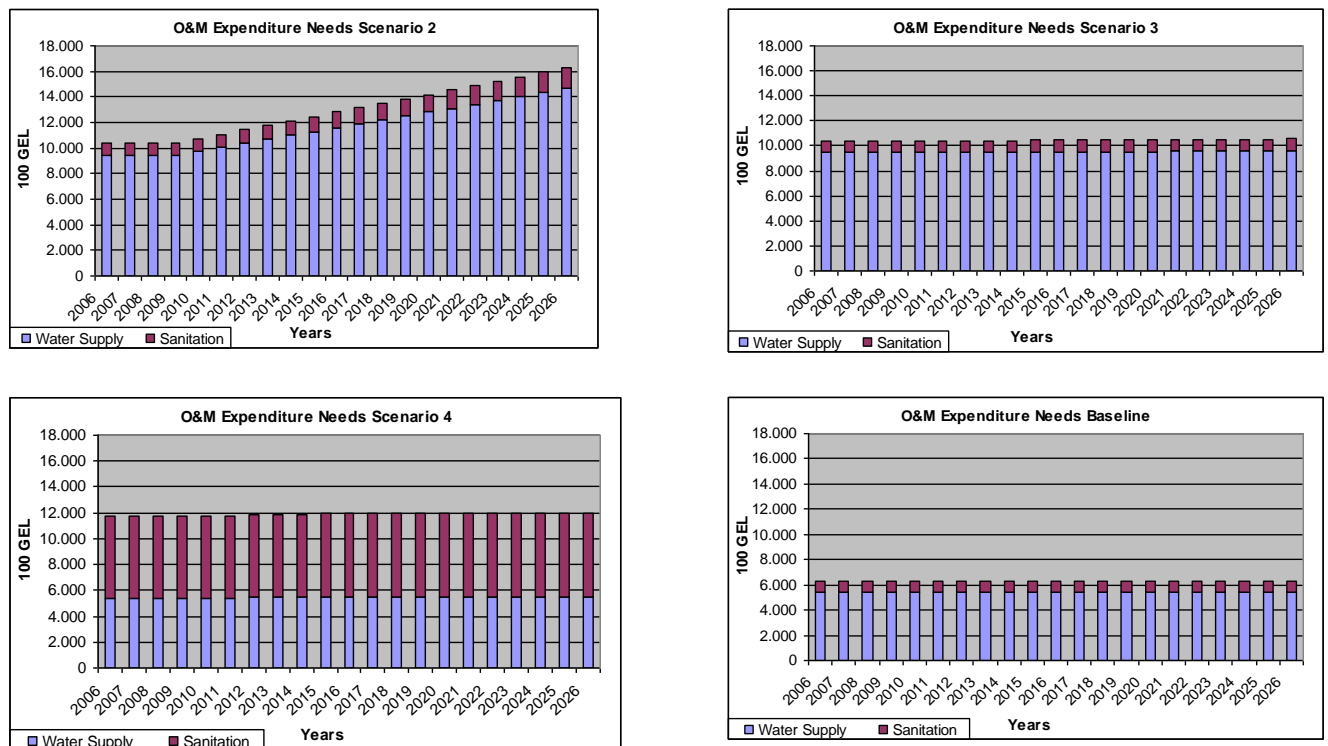 O&M Expenditure Needs Scenario 2
18.000
16.000
14.000
12.000
10.000
8.000
6.000
4.000
2.000
0
100 GEL
2006 2007 2008 2009 2010 2011 2012 2013 2014 2015 2016 2017 2018 2019 2020 2021 2022 2023 2024 2025 2026
Years
Water Supply Sanitation
O&M Expenditure Needs Scenario 3
18.000
16.000
14.000
12.000
10.000
8.000
6.000
4.000
2.000
0
100 GEL
2006 2007 2008 2009 2010 2011 2012 2013 2014 2015 2016 2017 2018 2019 2020 2021 2022 2023 2024 2025 2026
Years
Water Supply Sanitation
O&M Expenditure Needs Scenario 4
18.000
16.000
14.000
12.000
10.000
8.000
6.000
4.000
2.000
0
100 GEL
2006 2007 2008 2009 2010 2011 2012 2013 2014 2015 2016 2017 2018 2019 2020 2021 2022 2023 2024 2025 2026
Years
Water Supply Sanitation
O&M Expenditure Needs Baseline
18.000
16.000
14.000
12.000
10.000
8.000
6.000
4.000
2.000
0
100 GEL
2006 2007 2008 2009 2010 2011 2012 2013 2014 2015 2016 2017 2018 2019 2020 2021 2022 2023 2024 2025 2026
Years
Water Supply Sanitation